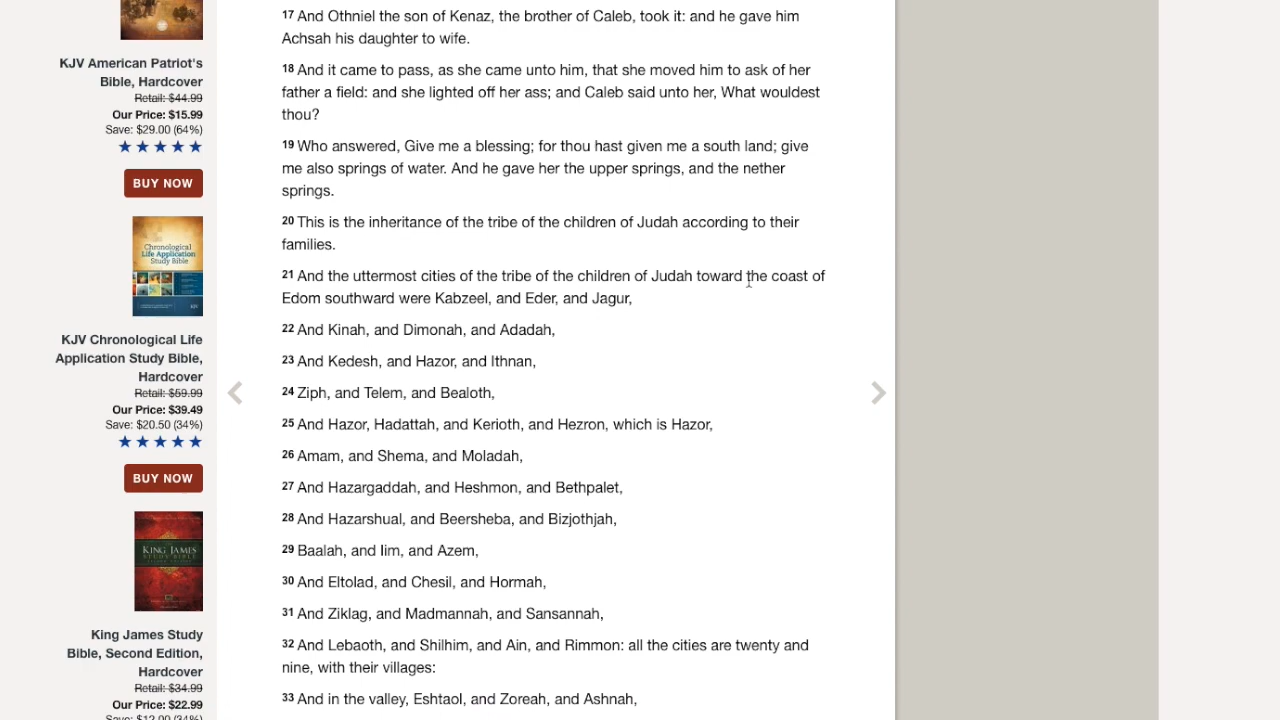 KJV American Patriot's
Bible, Hardcover
Retail: $44.99
Our Price: $15.99
Save: $29.00 (64%)
BUY NOW
Chronological
Life Application
Study Bible
KJV Chronological Life
Application Study Bible,
Hardcover
Retail: $59.99
Our Price: $39.49
Save: $20.50 (34%)
BUY NOW
KING JAMES
STUDY BIBLE
King James Study
Bible, Second Edition,
Hardcover
Retail: $34.99
Our Price: $22.99
Save: $12.00 (34%)
17 And Othniel the son of Kenaz, the brother of Caleb, took it: and he gave him
Achsah his daughter to wife.
18 And it came to pass, as she came unto him, that she moved him to ask of her
father a field: and she lighted off her ass; and Caleb said unto her, What wouldest
thou?
19 Who answered, Give me a blessing; for thou hast given me a south land; give
me also springs of water. And he gave her the upper springs, and the nether
springs.
20 This is the inheritance of the tribe of the children of Judah according to their
families.
21 And the uttermost cities of the tribe of the children of Judah toward the coast of
Edom southward were Kabzeel, and Eder, and Jagur,
22 And Kinah, and Dimonah, and Adadah,
23 And Kedesh, and Hazor, and Ithnan,
24 Ziph, and Telem, and Bealoth,
25 And Hazor, Hadattah, and Kerioth, and Hezron, which is Hazor,
26 Amam, and Shema, and Moladah,
27 And Hazargaddah, and Heshmon, and Bethpalet,
28 And Hazarshual, and Beersheba, and Bizjothjah,
29 Baalah, and Iim, and Azem,
30 And Eltolad, and Chesil, and Hormah,
31 And Ziklag, and Madmannah, and Sansannah,
32 And Lebaoth, and Shilhim, and Ain, and Rimmon: all the cities are twenty and
nine, with their villages:
33 And in the valley, Eshtaol, and Zoreah, and Ashnah,